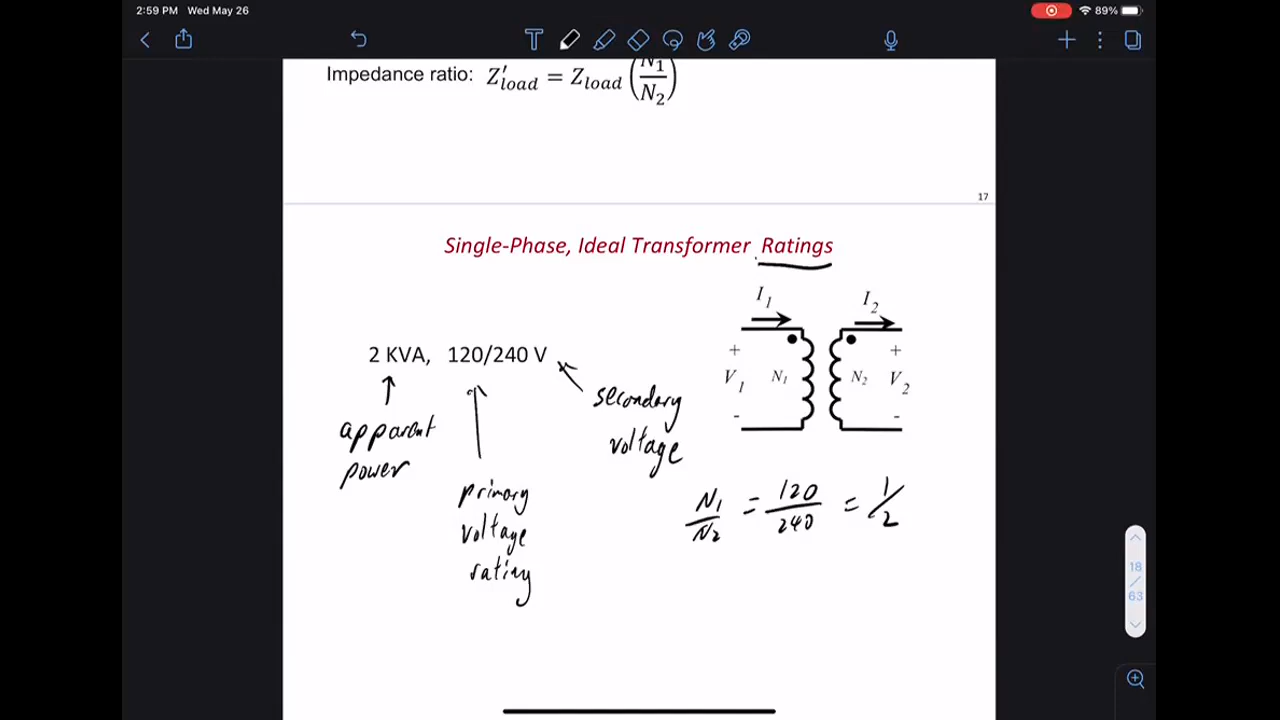 2:59 PM Wed May 26
89%
Impedance ratio: Z'load = Zload (N1/N2)
17
Single-Phase, Ideal Transformer Ratings
I1 I2
2 KVA, 120/240 V
+ +
V1 N1 N2 V2
- -
secondary
voltage
apparent
power
primary
voltage
rating
N1/N2 = 120/240 = 1/2
18
/
63